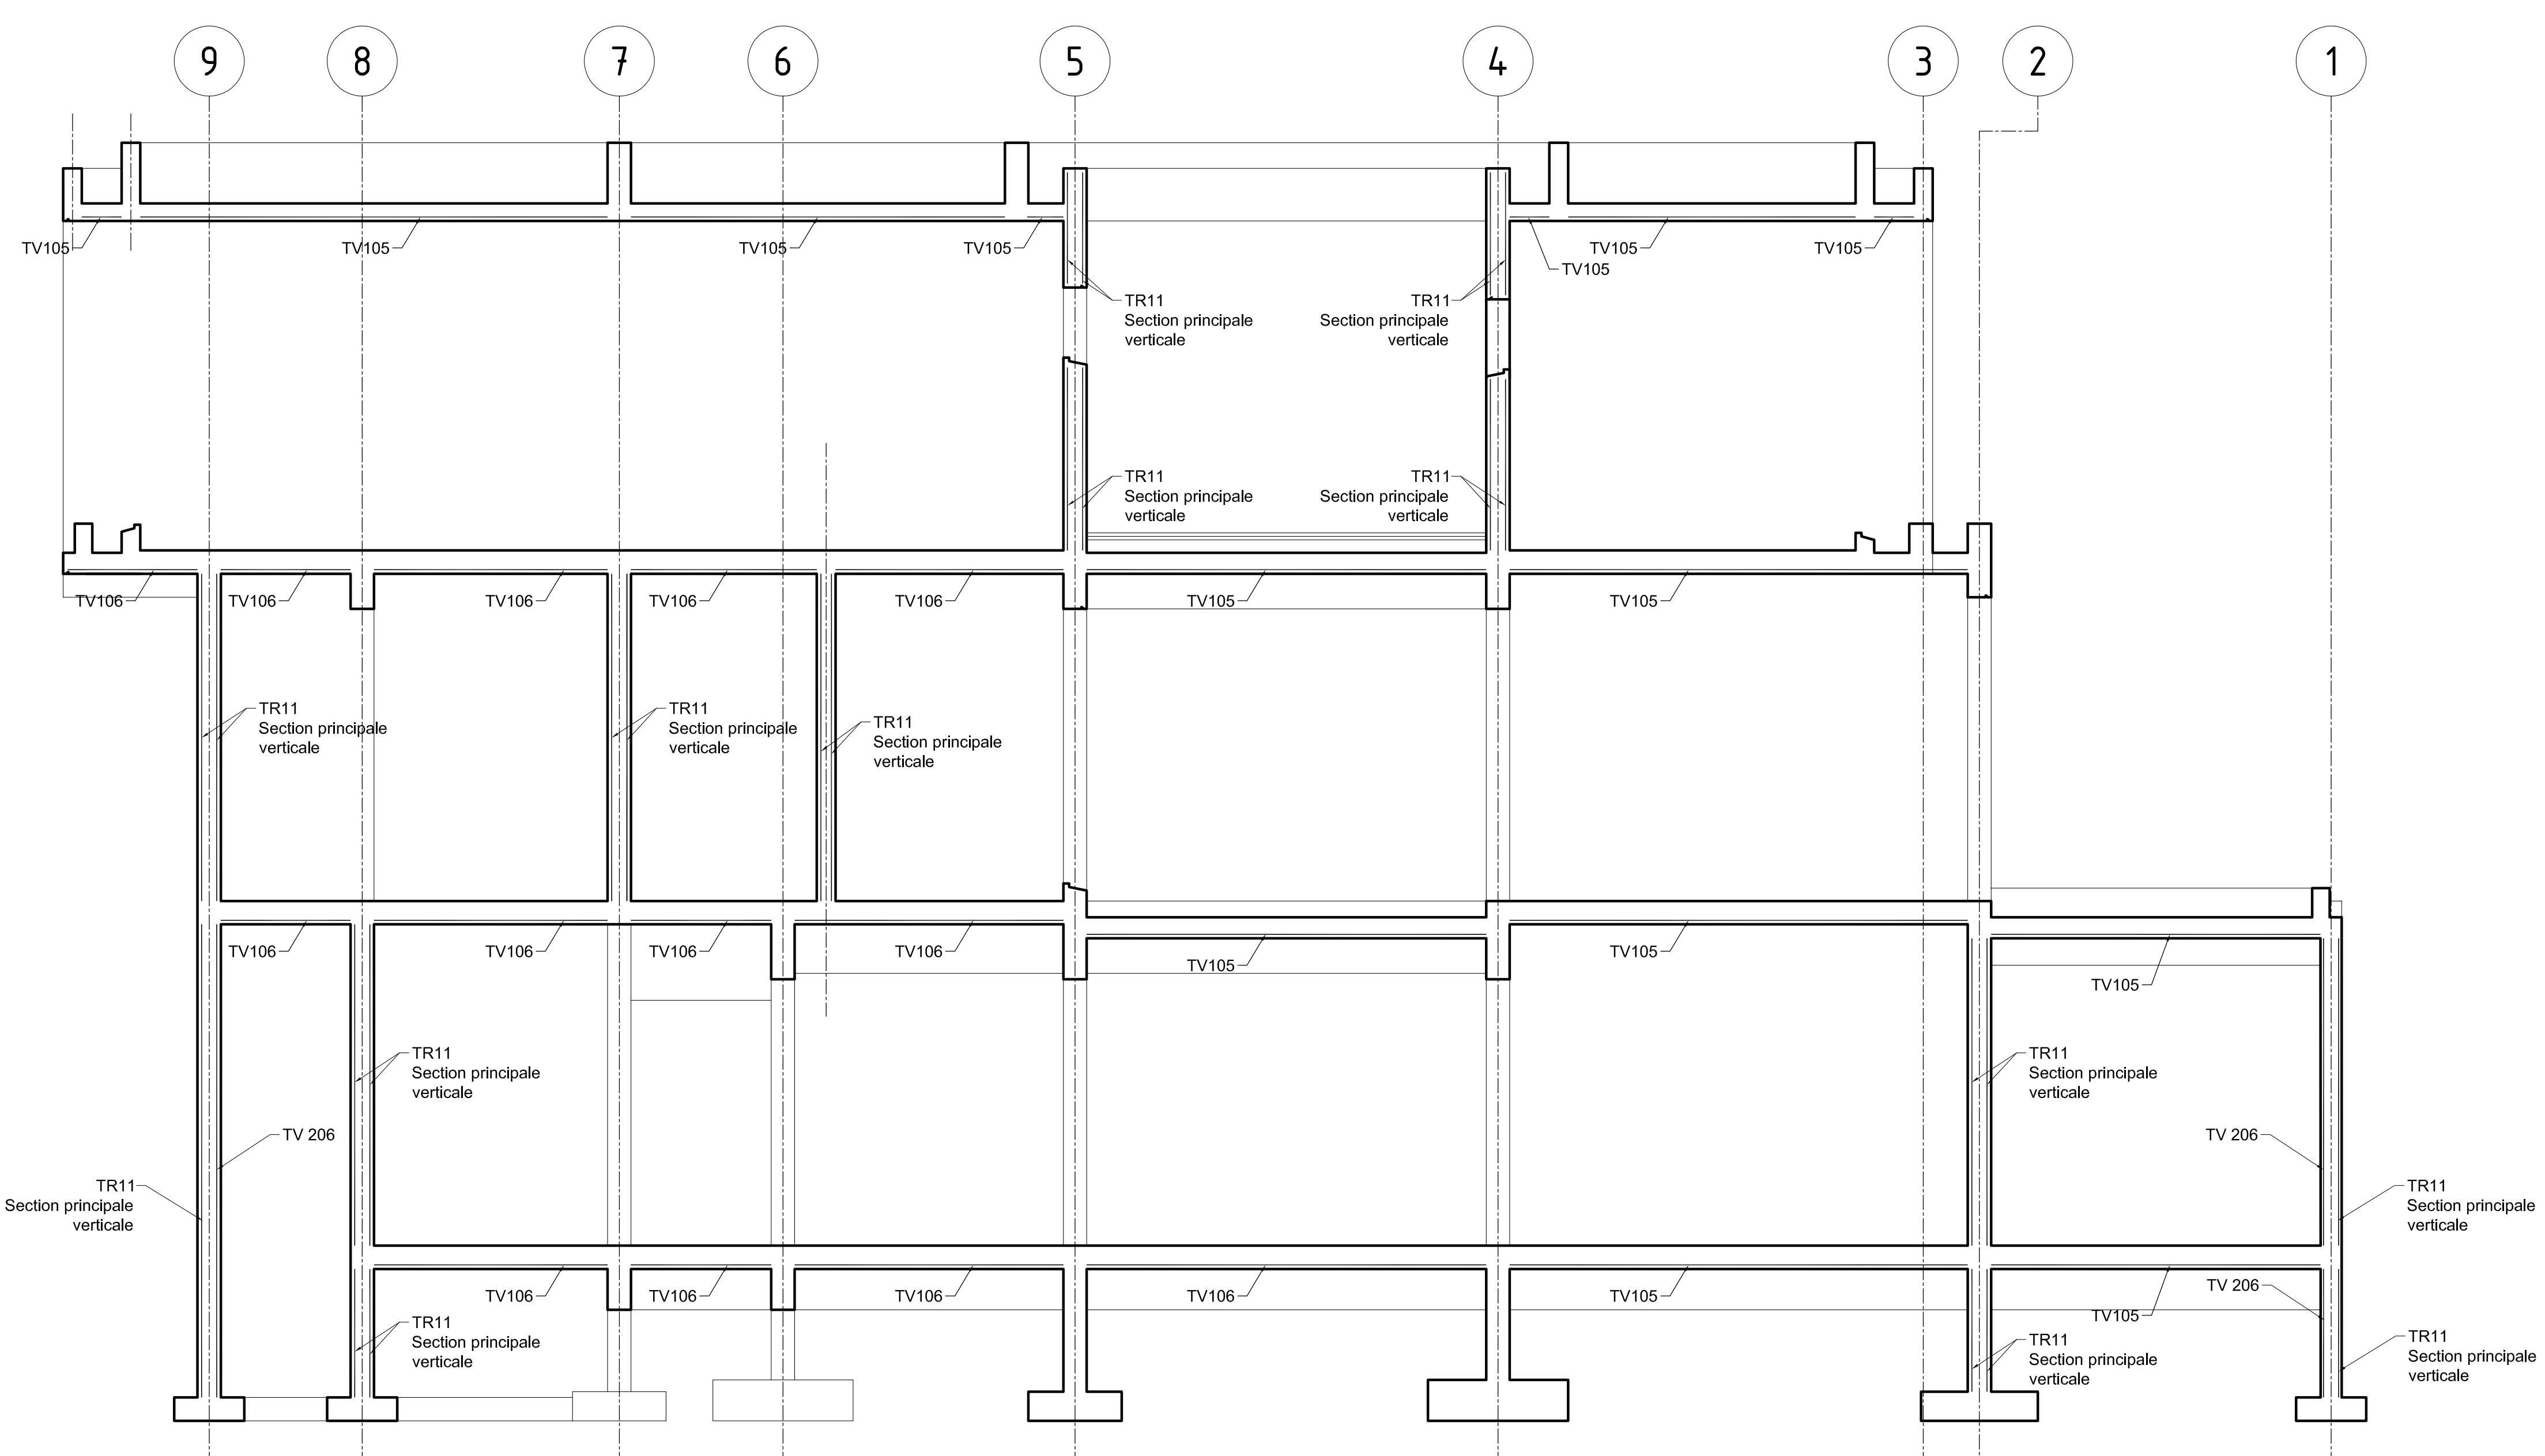 9 8 7 6 5 4 3 2 1
TV105 TV105 TV105 TV105 TV105 TV105
TV105
TR11
Section principale
verticale
TR11
Section principale
verticale
TR11
Section principale
verticale
TR11
Section principale
verticale
TV106 TV106 TV106 TV106 TV106 TV105 TV105
TR11
Section principale
verticale
TR11
Section principale
verticale
TR11
Section principale
verticale
TV106 TV106 TV106 TV106 TV105 TV105
TV105
TR11
Section principale
verticale
TR11
Section principale
verticale
TV 206
TV 206
TR11
Section principale
verticale
TR11
Section principale
verticale
TV 206
TV106 TV106 TV106 TV106 TV105
TV105
TR11
Section principale
verticale
TR11
Section principale
verticale
TR11
Section principale
verticale